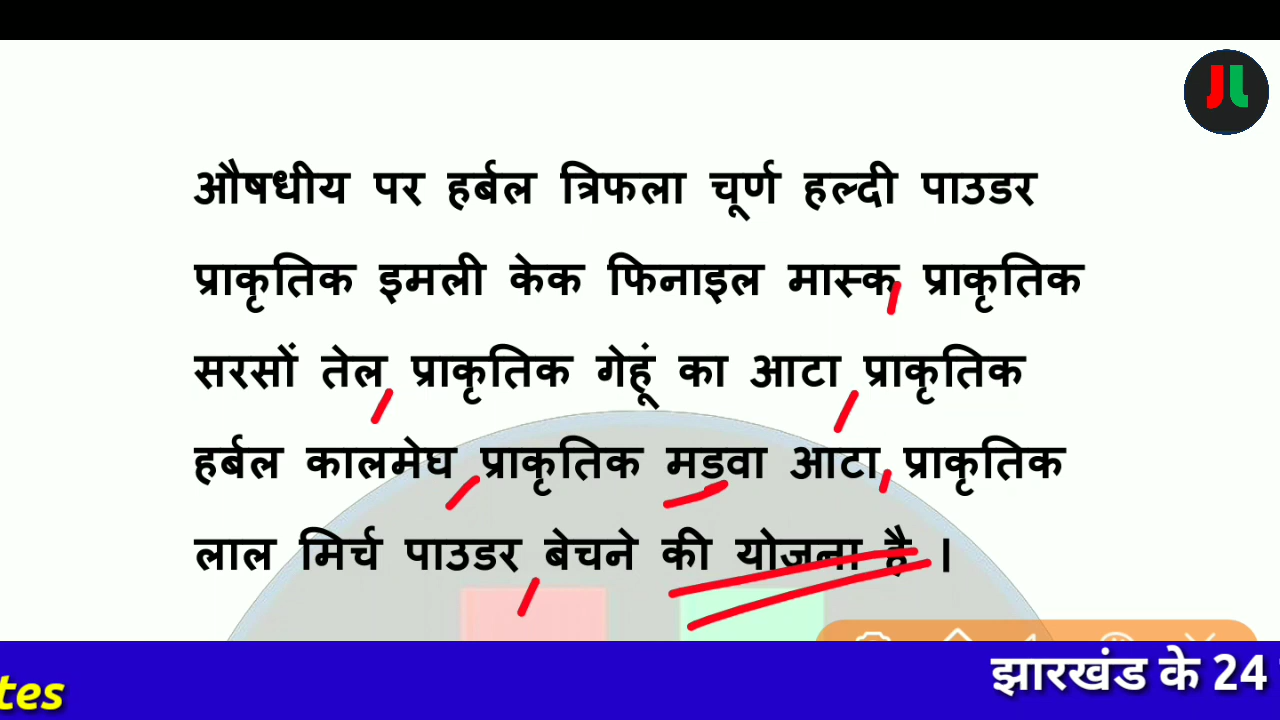 औषधीय पर हर्बल त्रिफला चूर्ण हल्दी पाउडर
प्राकृतिक इमली केक फिनाइल मास्क प्राकृतिक
सरसों तेल प्राकृतिक गेहूं का आटा प्राकृतिक
हर्बल कालमेघ प्राकृतिक मडवा आटा प्राकृतिक
लाल मिर्च पाउडर बेचने की योजना है ।
tes झारखंड के 24